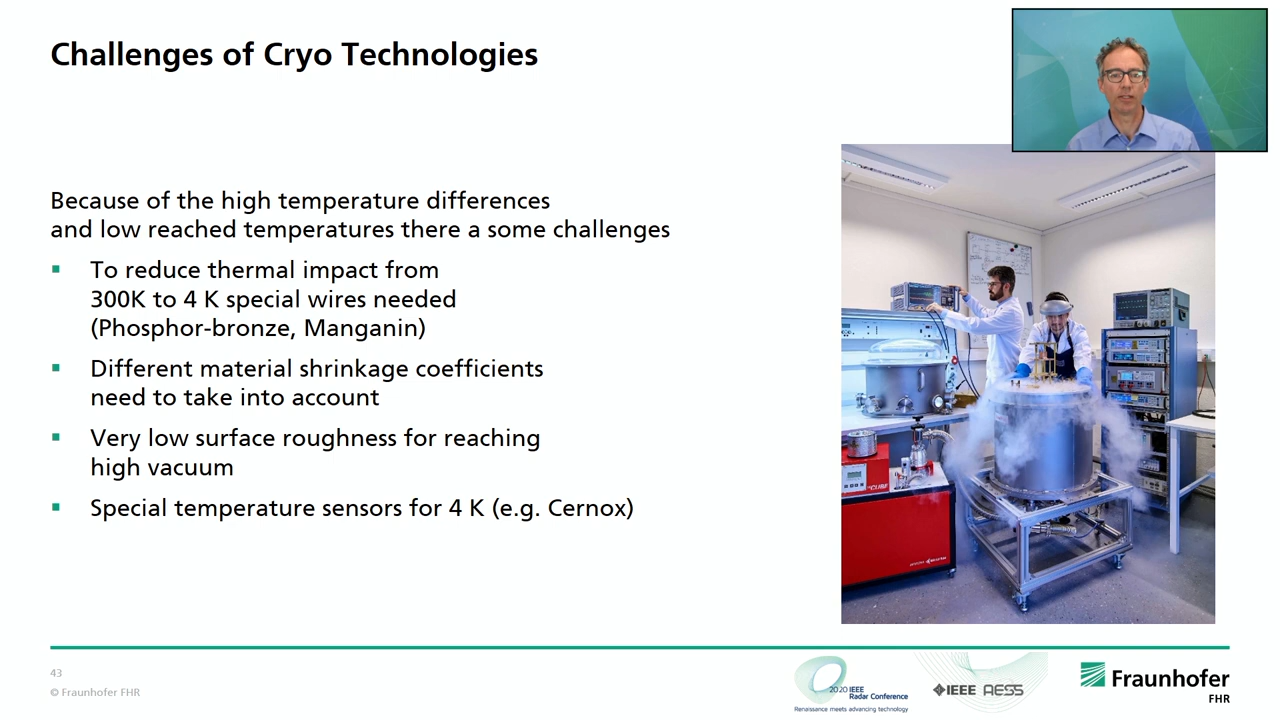 Challenges of Cryo Technologies
Because of the high temperature differences
and low reached temperatures there a some challenges
To reduce thermal impact from
300K to 4 K special wires needed
(Phosphor-bronze, Manganin)
Different material shrinkage coefficients
need to take into account
Very low surface roughness for reaching
high vacuum
Special temperature sensors for 4 K (e.g. Cernox)
43
© Fraunhofer FHR
2020 IEEE
Radar Conference
Renaissance meets advancing technology
IEEE AESS
Fraunhofer
FHR